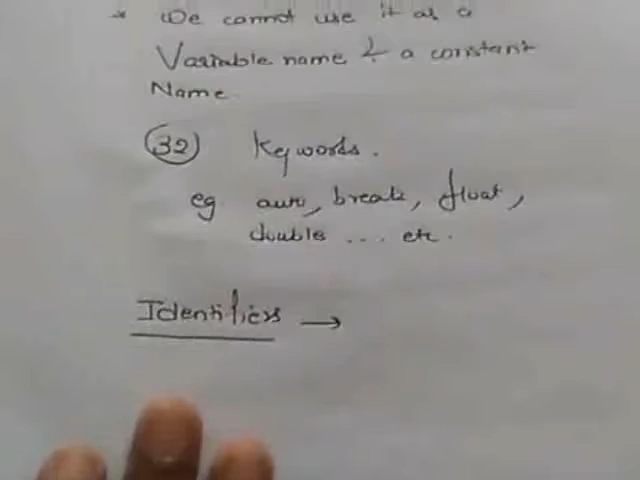 * We cannot use it as a
Variable name & a constant
Name.
32 Keywords.
eg auto, break, float,
double ... etc.
Identifiers →